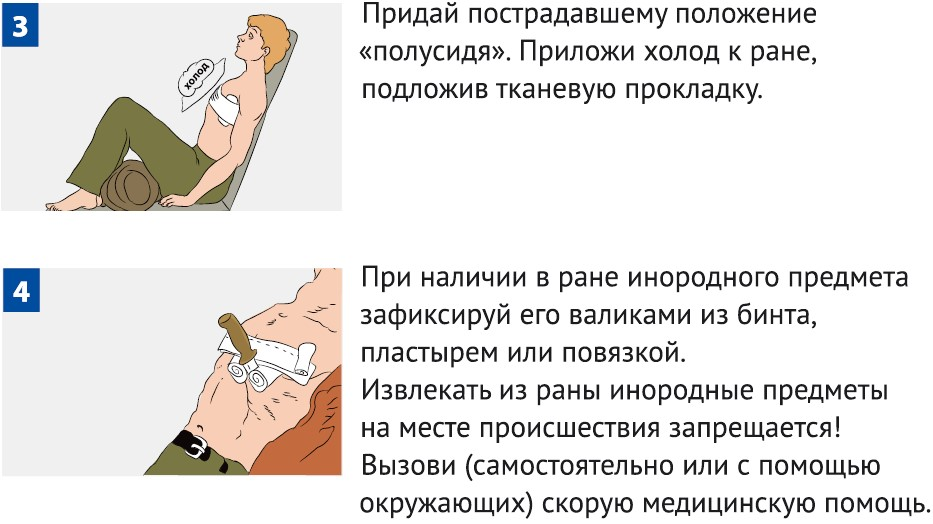 3
Придай пострадавшему положение
«полусидя». Приложи холод к ране,
подложив тканевую прокладку.
холод
4
При наличии в ране инородного предмета
зафиксируй его валиками из бинта,
пластырем или повязкой.
Извлекать из раны инородные предметы
на месте происшествия запрещается!
Вызови (самостоятельно или с помощью
окружающих) скорую медицинскую помощь.